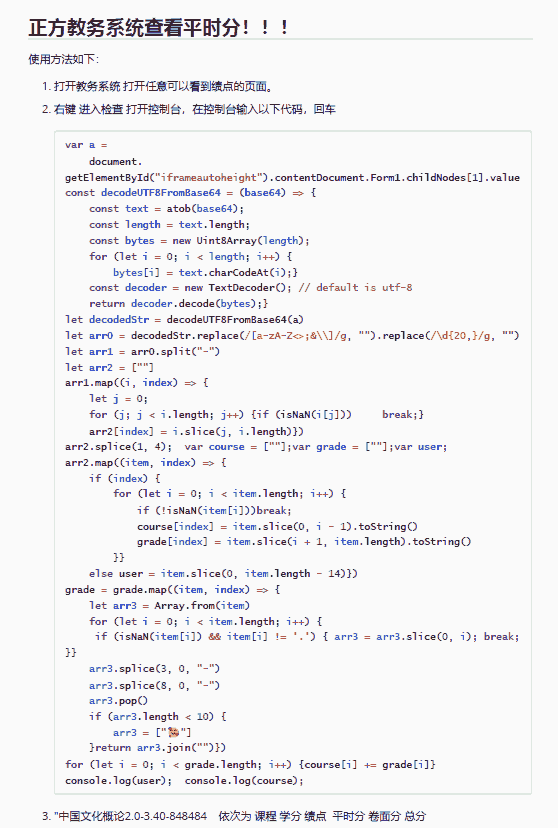 正方教务系统查看平时分！！！
使用方法如下：
1. 打开教务系统 打开任意可以看到绩点的页面。
2. 右键 进入检查 打开控制台，在控制台输入以下代码，回车
var a =
    document.
getElementById("iframeautoheight").contentDocument.Form1.childNodes[1].value
const decodeUTF8FromBase64 = (base64) => {
    const text = atob(base64);
    const length = text.length;
    const bytes = new Uint8Array(length);
    for (let i = 0; i < length; i++) {
        bytes[i] = text.charCodeAt(i);}
    const decoder = new TextDecoder(); // default is utf-8
    return decoder.decode(bytes);}
let decodedStr = decodeUTF8FromBase64(a)
let arr0 = decodedStr.replace(/[a-zA-Z<>;&\\]/g, "").replace(/\d{20,}/g, "")
let arr1 = arr0.split("-")
let arr2 = [""]
arr1.map((i, index) => {
    let j = 0;
    for (j; j < i.length; j++) {if (isNaN(i[j]))     break;}
    arr2[index] = i.slice(j, i.length)})
arr2.splice(1, 4);  var course = [""];var grade = [""];var user;
arr2.map((item, index) => {
    if (index) {
        for (let i = 0; i < item.length; i++) {
            if (!isNaN(item[i]))break;
            course[index] = item.slice(0, i - 1).toString()
            grade[index] = item.slice(i + 1, item.length).toString()
        }}
    else user = item.slice(0, item.length - 14)})
grade = grade.map((item, index) => {
    let arr3 = Array.from(item)
    for (let i = 0; i < item.length; i++) {
     if (isNaN(item[i]) && item[i] != '.') { arr3 = arr3.slice(0, i); break;
}}
    arr3.splice(3, 0, "-")
    arr3.splice(8, 0, "-")
    arr3.pop()
    if (arr3.length < 10) {
        arr3 = ["🐌"]
    }return arr3.join("")})
for (let i = 0; i < grade.length; i++) {course[i] += grade[i]}
console.log(user);  console.log(course);
3. "中国文化概论2.0-3.40-848484    依次为 课程 学分 绩点  平时分 卷面分 总分